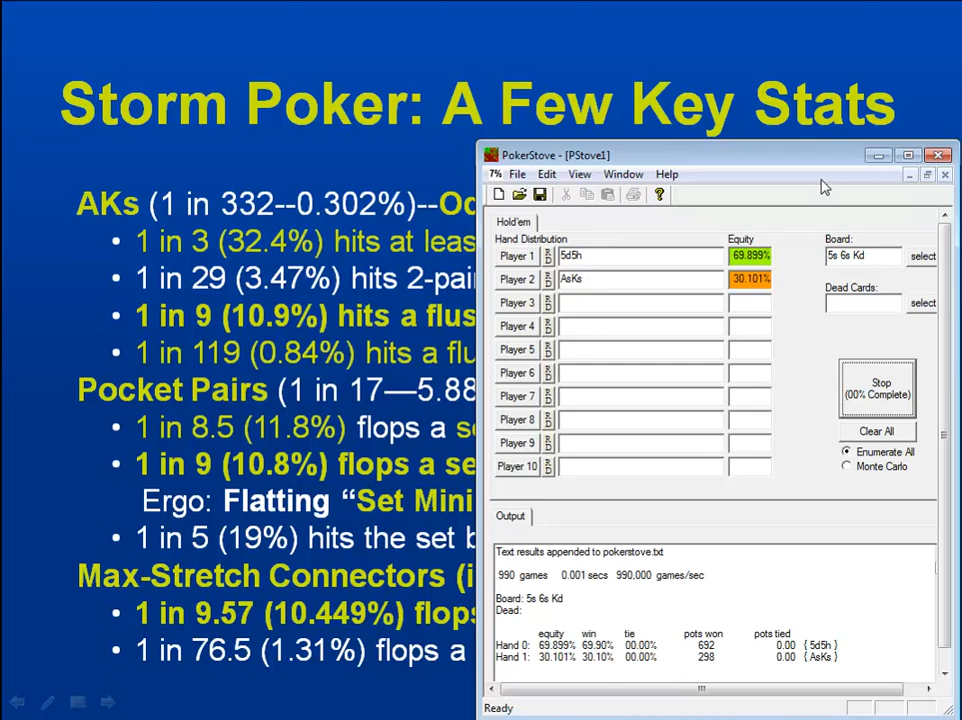 Storm Poker: A Few Key Stats
AKs (1 in 332--0.302%)--
• 1 in 3 (32.4%) hits at
• 1 in 29 (3.47%) hits 2-
• 1 in 9 (10.9%) hits a
• 1 in 119 (0.84%) hits a
Pocket Pairs (1 in 17—5.88
• 1 in 8.5 (11.8%) flops a
• 1 in 9 (10.8%) flops a
Ergo: Flatting “Set
• 1 in 5 (19%) hits the set
Max-Stretch Connectors
• 1 in 9.57 (10.449%)
• 1 in 76.5 (1.31%) flops a
PokerStove - [PStove1]
7% File Edit View Window Help
Hold'em
Hand Distribution Equity Board:
Player 1 R D 5d5h 69.899% 5s 6s Kd select
Player 2 R D AsKs 30.101%
Dead Cards:
Player 3 R D select
Player 4 R D
Player 5 R D
Player 6 R D
Stop
(00% Complete)
Player 7 R D
Player 8 R D
Clear All
Player 9 R D
Enumerate All
Player 10 R D
Monte Carlo
Output
Text results appended to pokerstove.txt
990 games 0.001 secs 990,000 games/sec
Board: 5s 6s Kd
Dead:
equity win tie pots won pots tied
Hand 0: 69.899% 69.90% 00.00% 692 0.00 { 5d5h }
Hand 1: 30.101% 30.10% 00.00% 298 0.00 { AsKs }
Ready